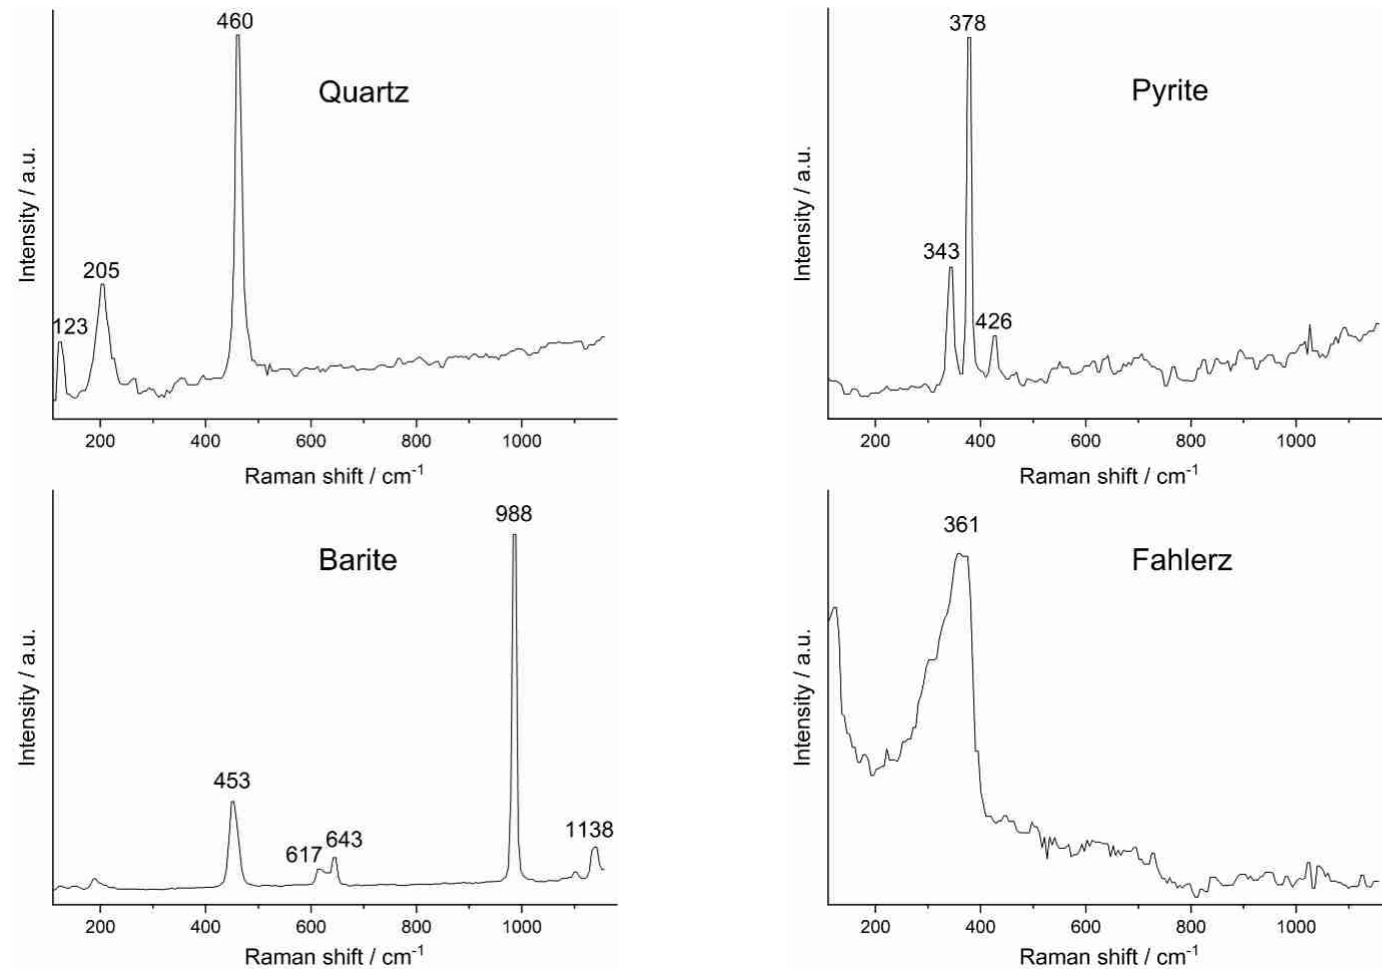 460
Quartz
205
123
Intensity / a.u.
200 400 600 800 1000
Raman shift / cm-1
378
Pyrite
343
426
Intensity / a.u.
200 400 600 800 1000
Raman shift / cm-1
988
Barite
453
617 643
1138
Intensity / a.u.
200 400 600 800 1000
Raman shift / cm-1
361
Fahlerz
Intensity / a.u.
200 400 600 800 1000
Raman shift / cm-1